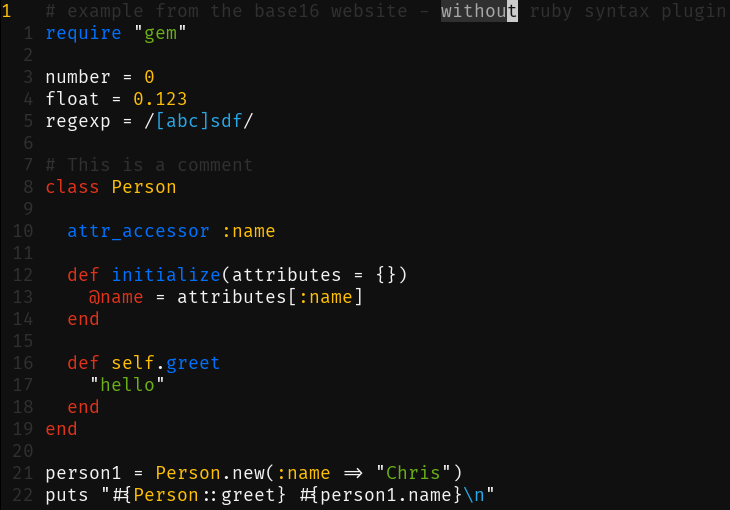 1 # example from the base16 website - without ruby syntax plugin
1 require "gem"
2
3 number = 0
4 float = 0.123
5 regexp = /[abc]sdf/
6
7 # This is a comment
8 class Person
9
10 attr_accessor :name
11
12 def initialize(attributes = {})
13 @name = attributes[:name]
14 end
15
16 def self.greet
17 "hello"
18 end
19 end
20
21 person1 = Person.new(:name => "Chris")
22 puts "#{Person::greet} #{person1.name}\n"